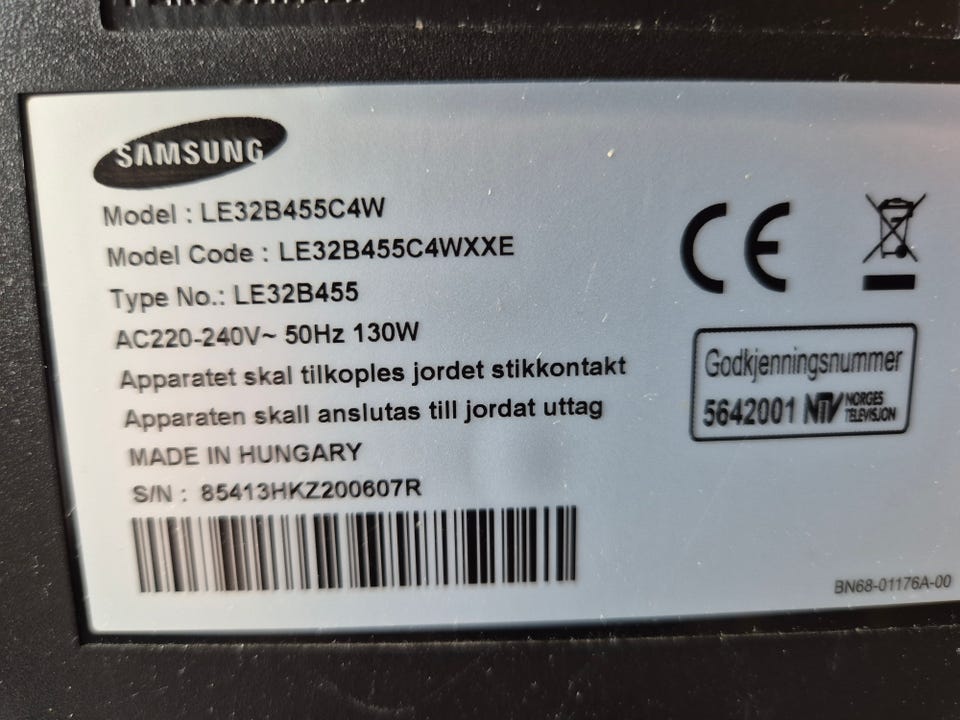 SAMSUNG
Model : LE32B455C4W
Model Code : LE32B455C4WXXE
Type No.: LE32B455
AC220-240V~ 50Hz 130W
Apparatet skal tilkoples jordet stikkontakt
Apparaten skall anslutas till jordat uttag
MADE IN HUNGARY
S/N : 85413HKZ200607R
CE
Godkjenningsnummer
5642001 NTV NORGES
TELEVISJON
BN68-01176A-00